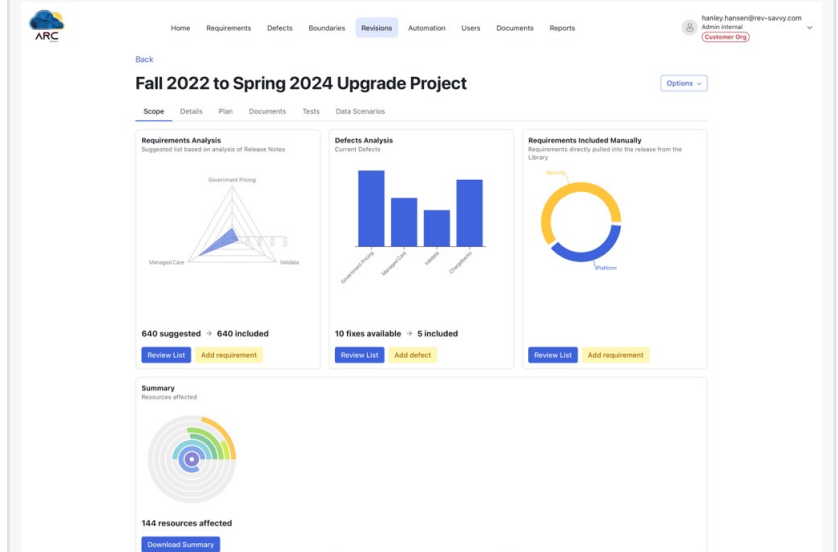 ARC
Home Requirements Defects Boundaries Revisions Automation Users Documents Reports
hanley.hansen@rev-savvy.com
Admin internal
Customer Org
Back
Fall 2022 to Spring 2024 Upgrade Project
Options
Scope Details Plan Documents Tests Data Scenarios
Requirements Analysis
Suggested list based on analysis of Release Notes
Government Pricing
Managed Care
Validata
640 suggested → 640 included
Review List Add requirement
Defects Analysis
Current Defects
Government Pricing
Managed Care
Validata
Chargebacks
10 fixes available → 5 included
Review List Add defect
Requirements Included Manually
Requirements directly pulled into the release from the
Library
Security
Platform
Review List Add requirement
Summary
Resources affected
144 resources affected
Download Summary